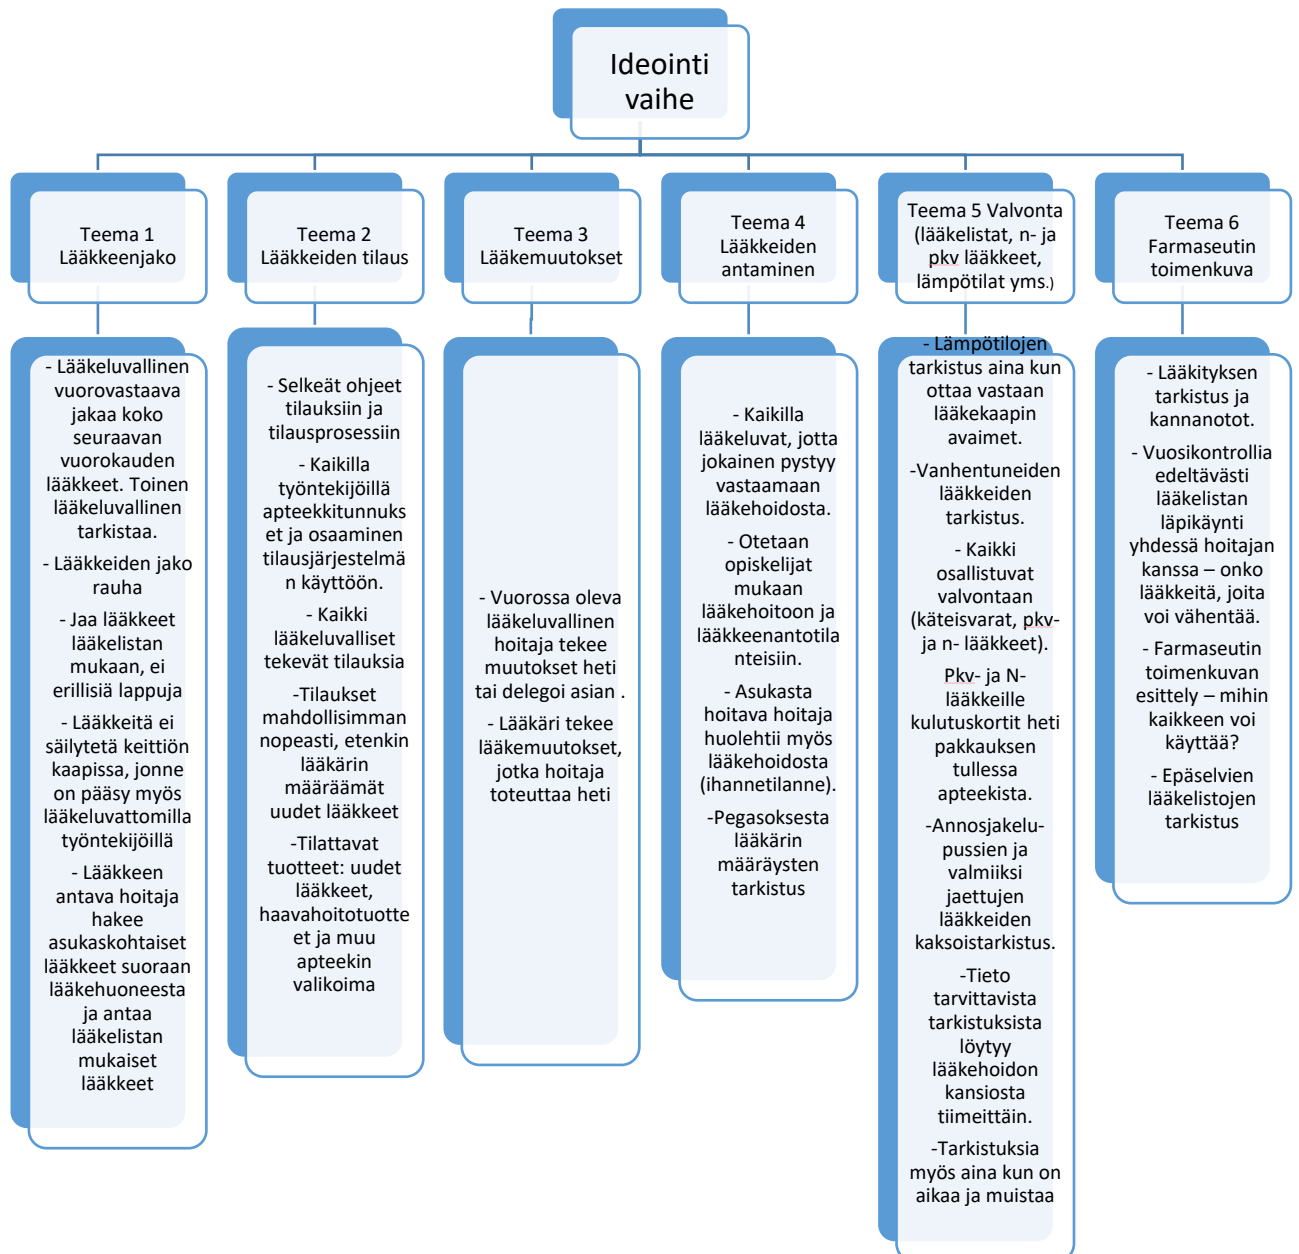 Ideointi
vaihe
Teema 1
Lääkkeenjako
Teema 2
Lääkkeiden tilaus
Teema 3
Lääkemuutokset
Teema 4
Lääkkeiden
antaminen
Teema 5 Valvonta
(lääkelistat, n- ja
pkv lääkkeet,
lämpötilat yms.)
Teema 6
Farmaseutin
toimenkuva
- Lääkeluvallinen
vuorovastaava
jakaa koko
seuraavan
vuorokauden
lääkkeet. Toinen
lääkeluvallinen
tarkistaa.
- Lääkkeiden jako
rauha
- Jaa lääkkeet
lääkelistan
mukaan, ei
erillisiä lappuja
- Lääkkeitä ei
säilytetä keittiön
kaapissa, jonne
on pääsy myös
lääkeluvattomilla
työntekijöillä
- Lääkkeen
antava hoitaja
hakee
asukaskohtaiset
lääkkeet suoraan
lääkehuoneesta
ja antaa
lääkelistan
mukaiset
lääkkeet
- Selkeät ohjeet
tilauksiin ja
tilausprosessiin
- Kaikilla
työntekijöillä
apteekkitunnuks
et ja osaaminen
tilausjärjestelmä
n käyttöön.
- Kaikki
lääkeluvalliset
tekevät tilauksia
-Tilaukset
mahdollisimman
nopeasti, etenkin
lääkärin
määräämät
uudet lääkkeet
-Tilattavat
tuotteet: uudet
lääkkeet,
haavahoitotuotte
et ja muu
apteekin
valikoima
- Vuorossa oleva
lääkeluvallinen
hoitaja tekee
muutokset heti
tai delegoi asian .
- Lääkäri tekee
lääkemuutokset,
jotka hoitaja
toteuttaa heti
- Kaikilla
lääkeluvat, jotta
jokainen pystyy
vastaamaan
lääkehoidosta.
- Otetaan
opiskelijat
mukaan
lääkehoitoon ja
lääkkeenantotila
nteisiin.
- Asukasta
hoitava hoitaja
huolehtii myös
lääkehoidosta
(ihannetilanne).
-Pegasoksesta
lääkärin
määräysten
tarkistus
- Lämpötilojen
tarkistus aina kun
ottaa vastaan
lääkekaapin
avaimet.
-Vanhentuneiden
lääkkeiden
tarkistus.
- Kaikki
osallistuvat
valvontaan
(käteisvarat, pkv-
ja n- lääkkeet).
Pkv- ja N-
lääkkeille
kulutuskortit heti
pakkauksen
tullessa
apteekista.
-Annosjakelu-
pussien ja
valmiiksi
jaettujen
lääkkeiden
kaksoistarkistus.
-Tieto
tarvittavista
tarkistuksista
löytyy
lääkehoidon
kansiosta
tiimeittäin.
-Tarkistuksia
myös aina kun on
aikaa ja muistaa
- Lääkityksen
tarkistus ja
kannanotot.
- Vuosikontrollia
edeltävästi
lääkelistan
läpikäynti
yhdessä hoitajan
kanssa – onko
lääkkeitä, joita
voi vähentää.
- Farmaseutin
toimenkuvan
esittely – mihin
kaikkeen voi
käyttää?
- Epäselvien
lääkelistojen
tarkistus